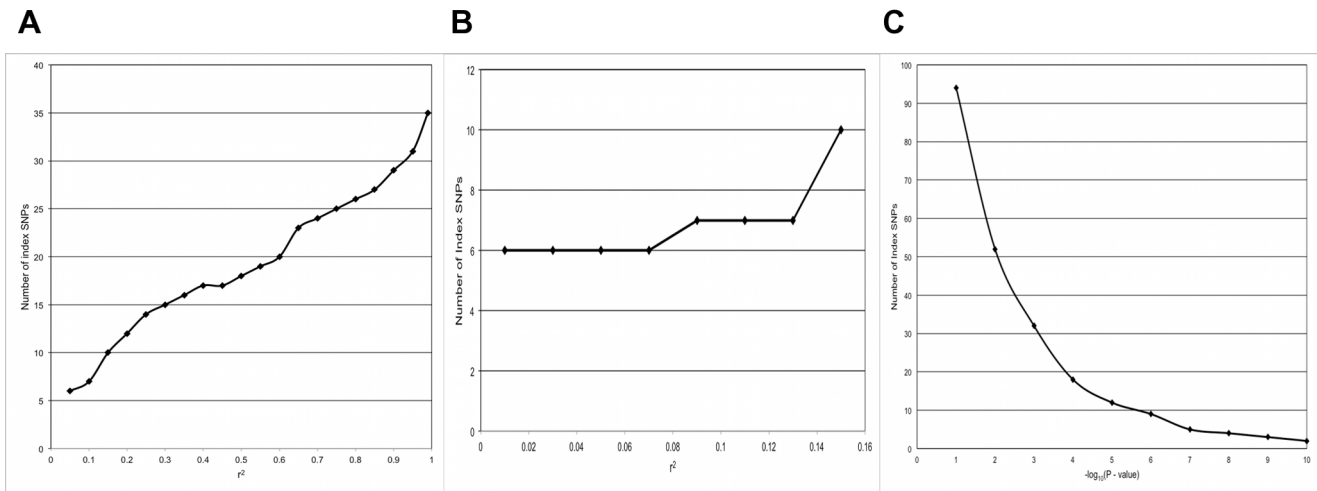 A
B
C
Number of index SNPs
40
35
30
25
20
15
10
5
0
0 0.1 0.2 0.3 0.4 0.5 0.6 0.7 0.8 0.9 1
r²
Number of Index SNPs
12
10
8
6
4
2
0
0 0.02 0.04 0.06 0.08 0.1 0.12 0.14 0.16
r²
Number of Index SNPs
100
90
80
70
60
50
40
30
20
10
0
0 1 2 3 4 5 6 7 8 9 10
-log₁₀(P - value)